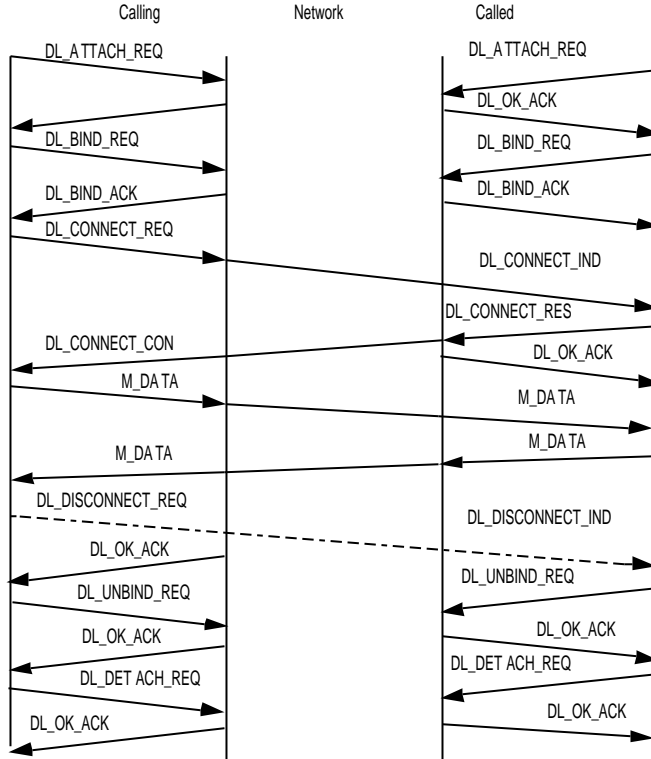 Calling Network Called
DL_ATTACH_REQ DL_ATTACH_REQ
DL_OK_ACK
DL_BIND_REQ DL_BIND_REQ
DL_BIND_ACK DL_BIND_ACK
DL_CONNECT_REQ
DL_CONNECT_IND
DL_CONNECT_RES
DL_CONNECT_CON DL_OK_ACK
M_DATA M_DATA
M_DATA M_DATA
DL_DISCONNECT_REQ DL_DISCONNECT_IND
DL_OK_ACK
DL_UNBIND_REQ
DL_UNBIND_REQ
DL_OK_ACK DL_OK_ACK
DL_DETACH_REQ DL_DETACH_REQ
DL_OK_ACK DL_OK_ACK